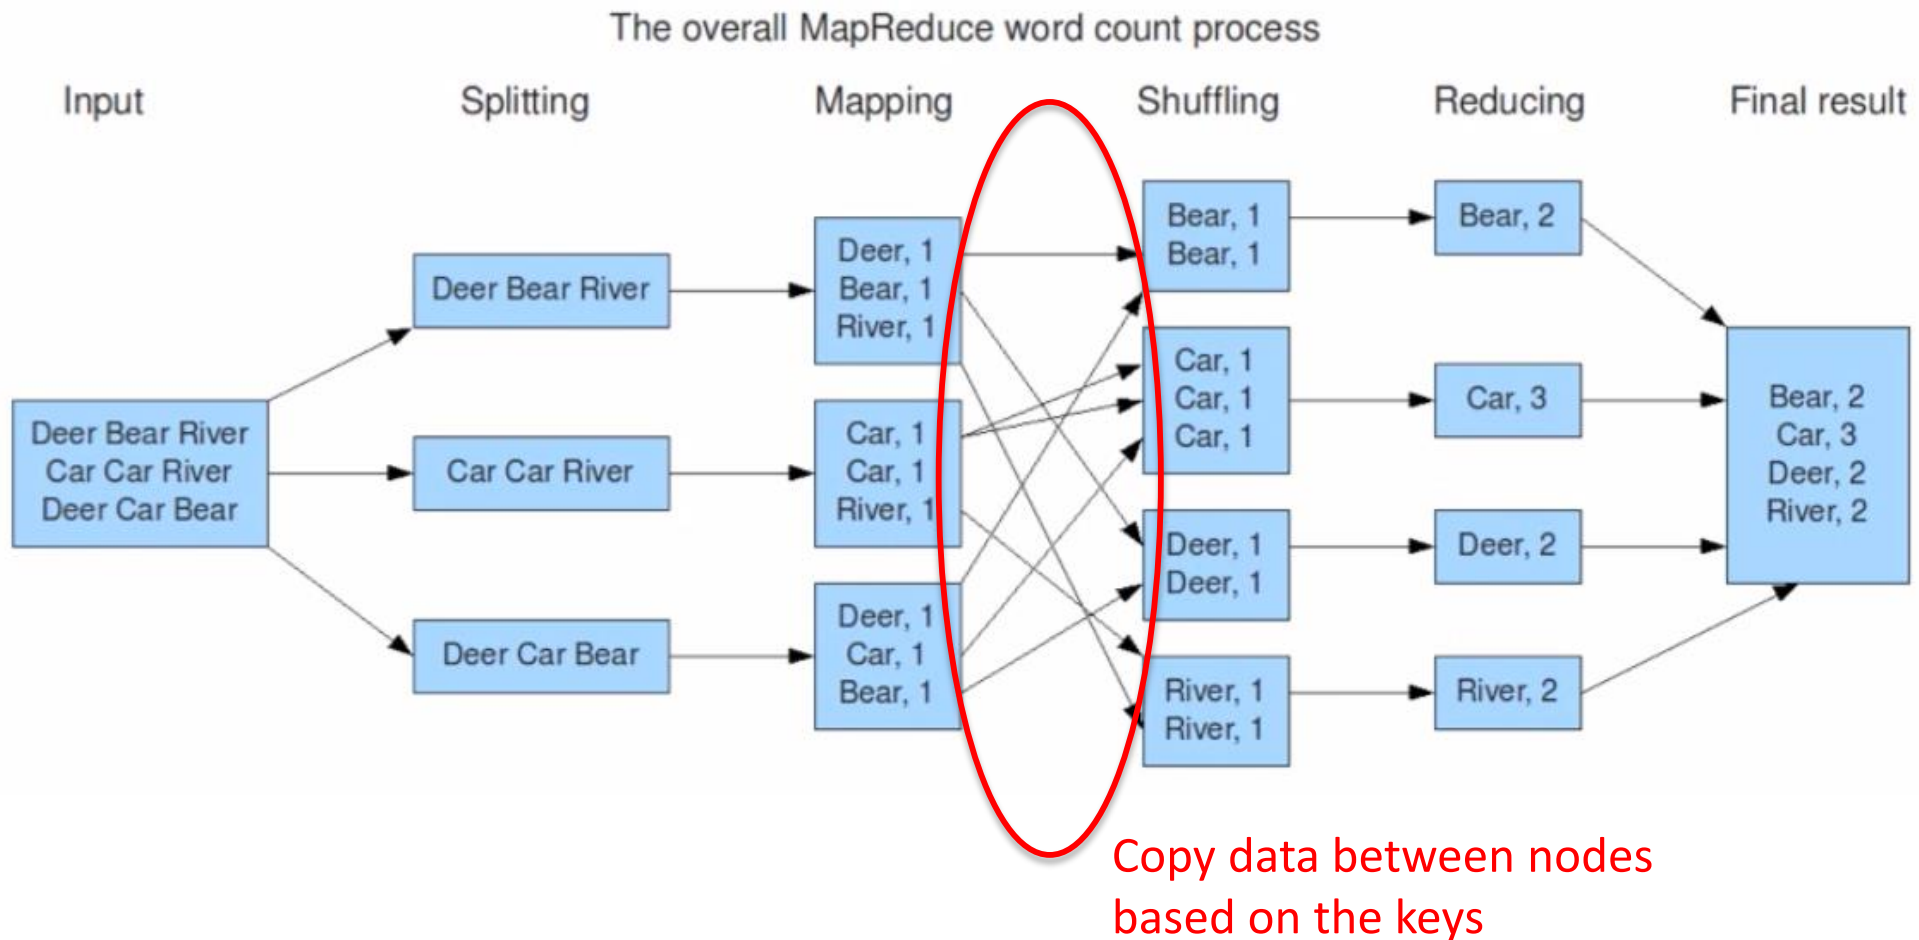 The overall MapReduce word count process
Input
Splitting
Mapping
Shuffling
Reducing
Final result
Deer Bear River
Car Car River
Deer Car Bear
Deer Bear River
Car Car River
Deer Car Bear
Deer, 1
Bear, 1
River, 1
Car, 1
Car, 1
River, 1
Deer, 1
Car, 1
Bear, 1
Bear, 1
Bear, 1
Car, 1
Car, 1
Car, 1
Deer, 1
Deer, 1
River, 1
River, 1
Bear, 2
Car, 3
Deer, 2
River, 2
Bear, 2
Car, 3
Deer, 2
River, 2
Copy data between nodes
based on the keys